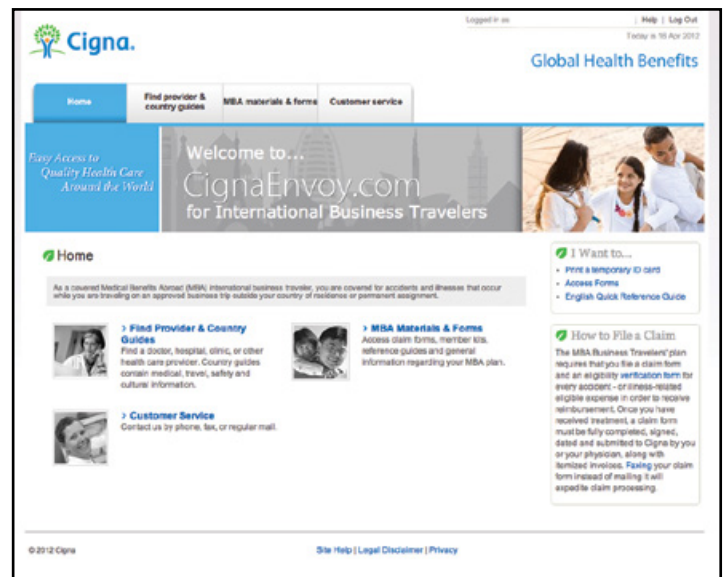 Logged in as | Help | Log Out
Cigna.
Today is 16 Apr 2012
Global Health Benefits
Home
Find provider &
country guides
MBA materials & forms
Customer service
Easy Access to
Quality Health Care
Around the World
Welcome to...
CignaEnvoy.com
for International Business Travelers
Home
As a covered Medical Benefits Abroad (MBA) international business traveler, you are covered for accidents and illnesses that occur
while you are traveling on an approved business trip outside your country of residence or permanent assignment.
> Find Provider & Country
Guides
Find a doctor, hospital, clinic, or other
health care provider. Country guides
contain medical, travel, safety and
cultural information.
> MBA Materials & Forms
Access claim forms, member kits,
reference guides and general
information regarding your MBA plan.
> Customer Service
Contact us by phone, fax, or regular mail.
I Want to...
• Print a temporary ID card
• Access Forms
• English Quick Reference Guide
How to File a Claim
The MBA Business Travelers' plan
requires that you file a claim form
and an eligibility verification form for
every accident - or illness-related
eligible expense in order to receive
reimbursement. Once you have
received treatment, a claim form
must be fully completed, signed,
dated and submitted to Cigna by you
or your physician, along with
itemized invoices. Faxing your claim
form instead of mailing it will
expedite claim processing.
© 2012 Cigna
Site Help | Legal Disclaimer | Privacy